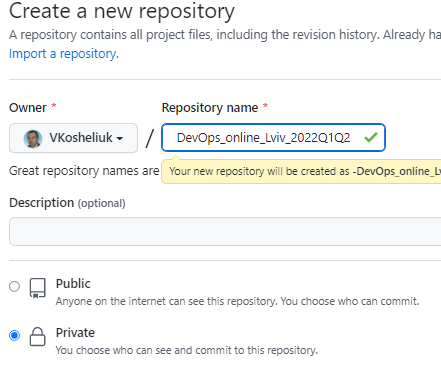 Create a new repository
A repository contains all project files, including the revision history. Already ha
Import a repository.
Owner * Repository name *
VKosheliuk / DevOps_online_Lviv_2022Q1Q2
Great repository names are Your new repository will be created as -DevOps_online_Lv
Description (optional)
Public
Anyone on the internet can see this repository. You choose who can commit.
Private
You choose who can see and commit to this repository.